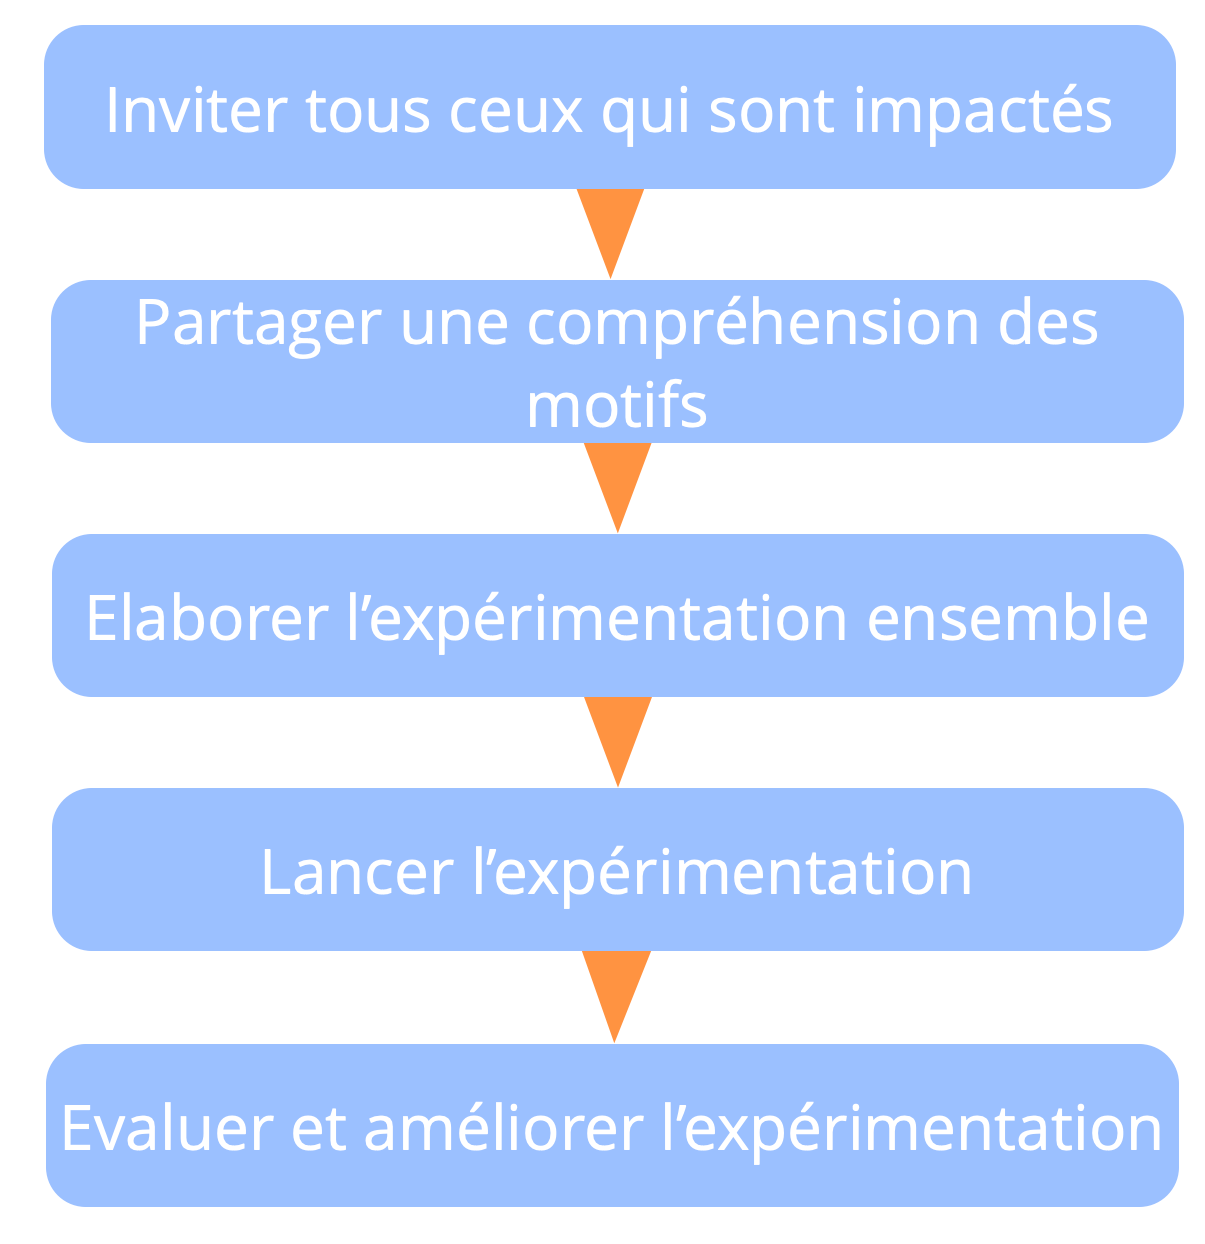 Inviter tous ceux qui sont impactés
Partager une compréhension des
motifs
Elaborer l’expérimentation ensemble
Lancer l’expérimentation
Evaluer et améliorer l’expérimentation